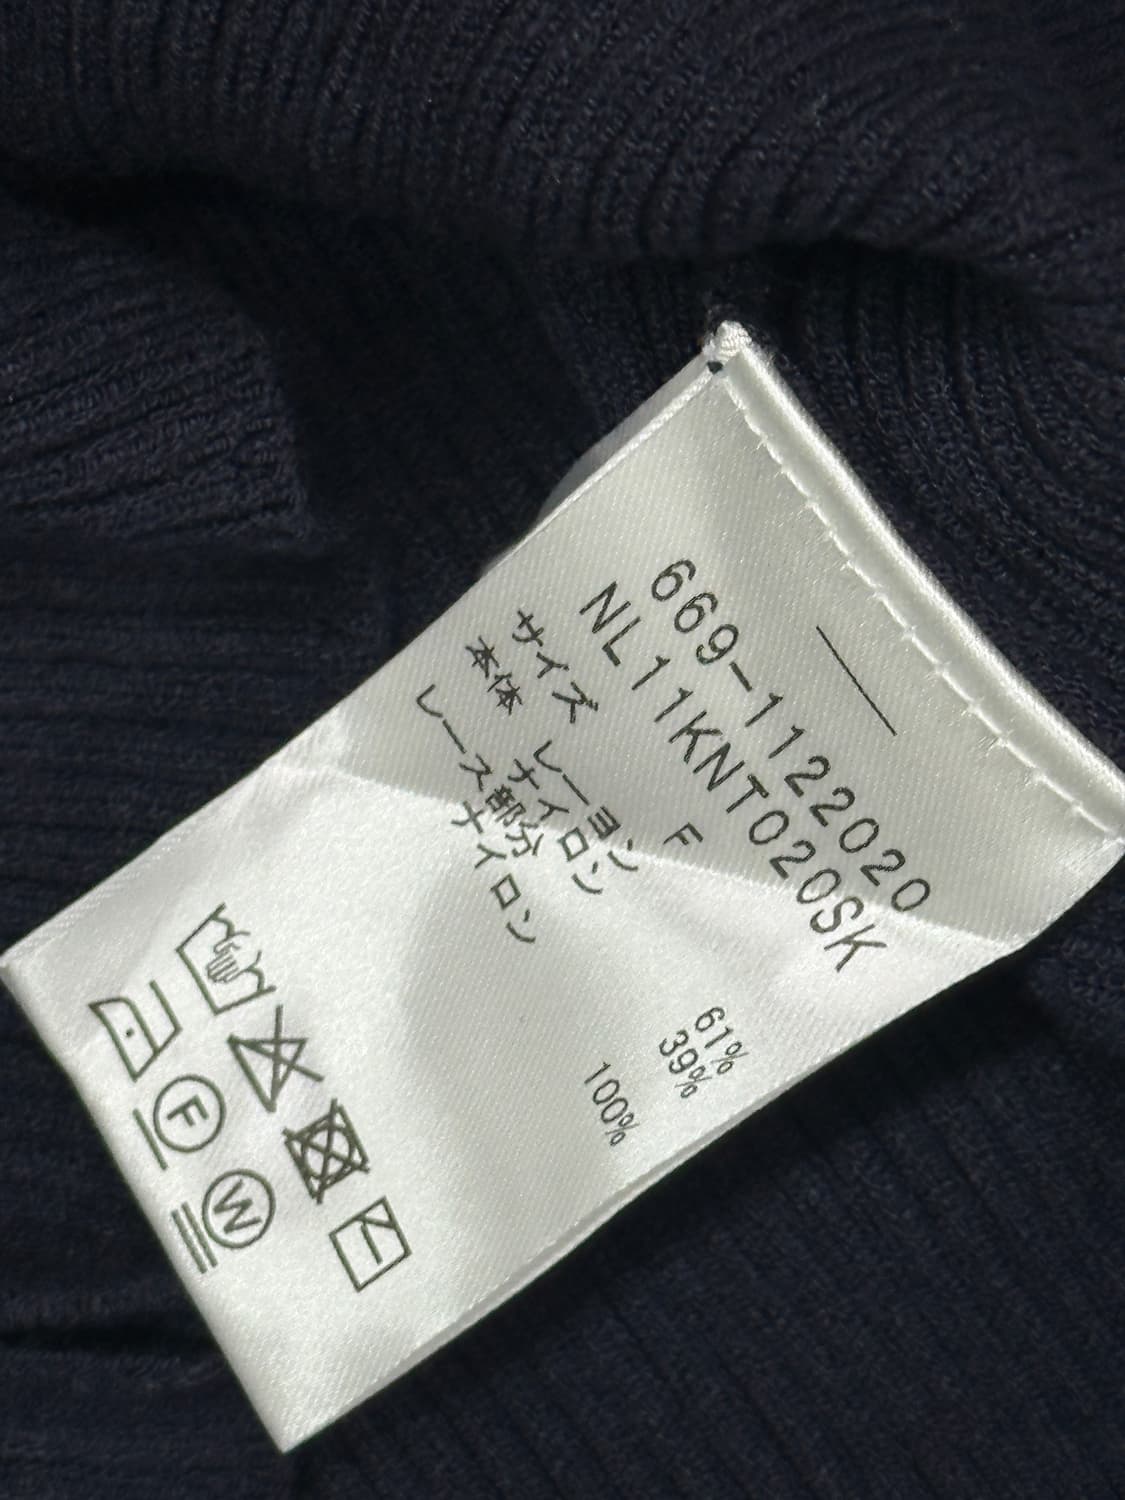 669-1122020
NL11KNT020SK
サイズ F
本体 レーヨン 61%
ナイロン 39%
レース部分
ナイロン 100%
F W